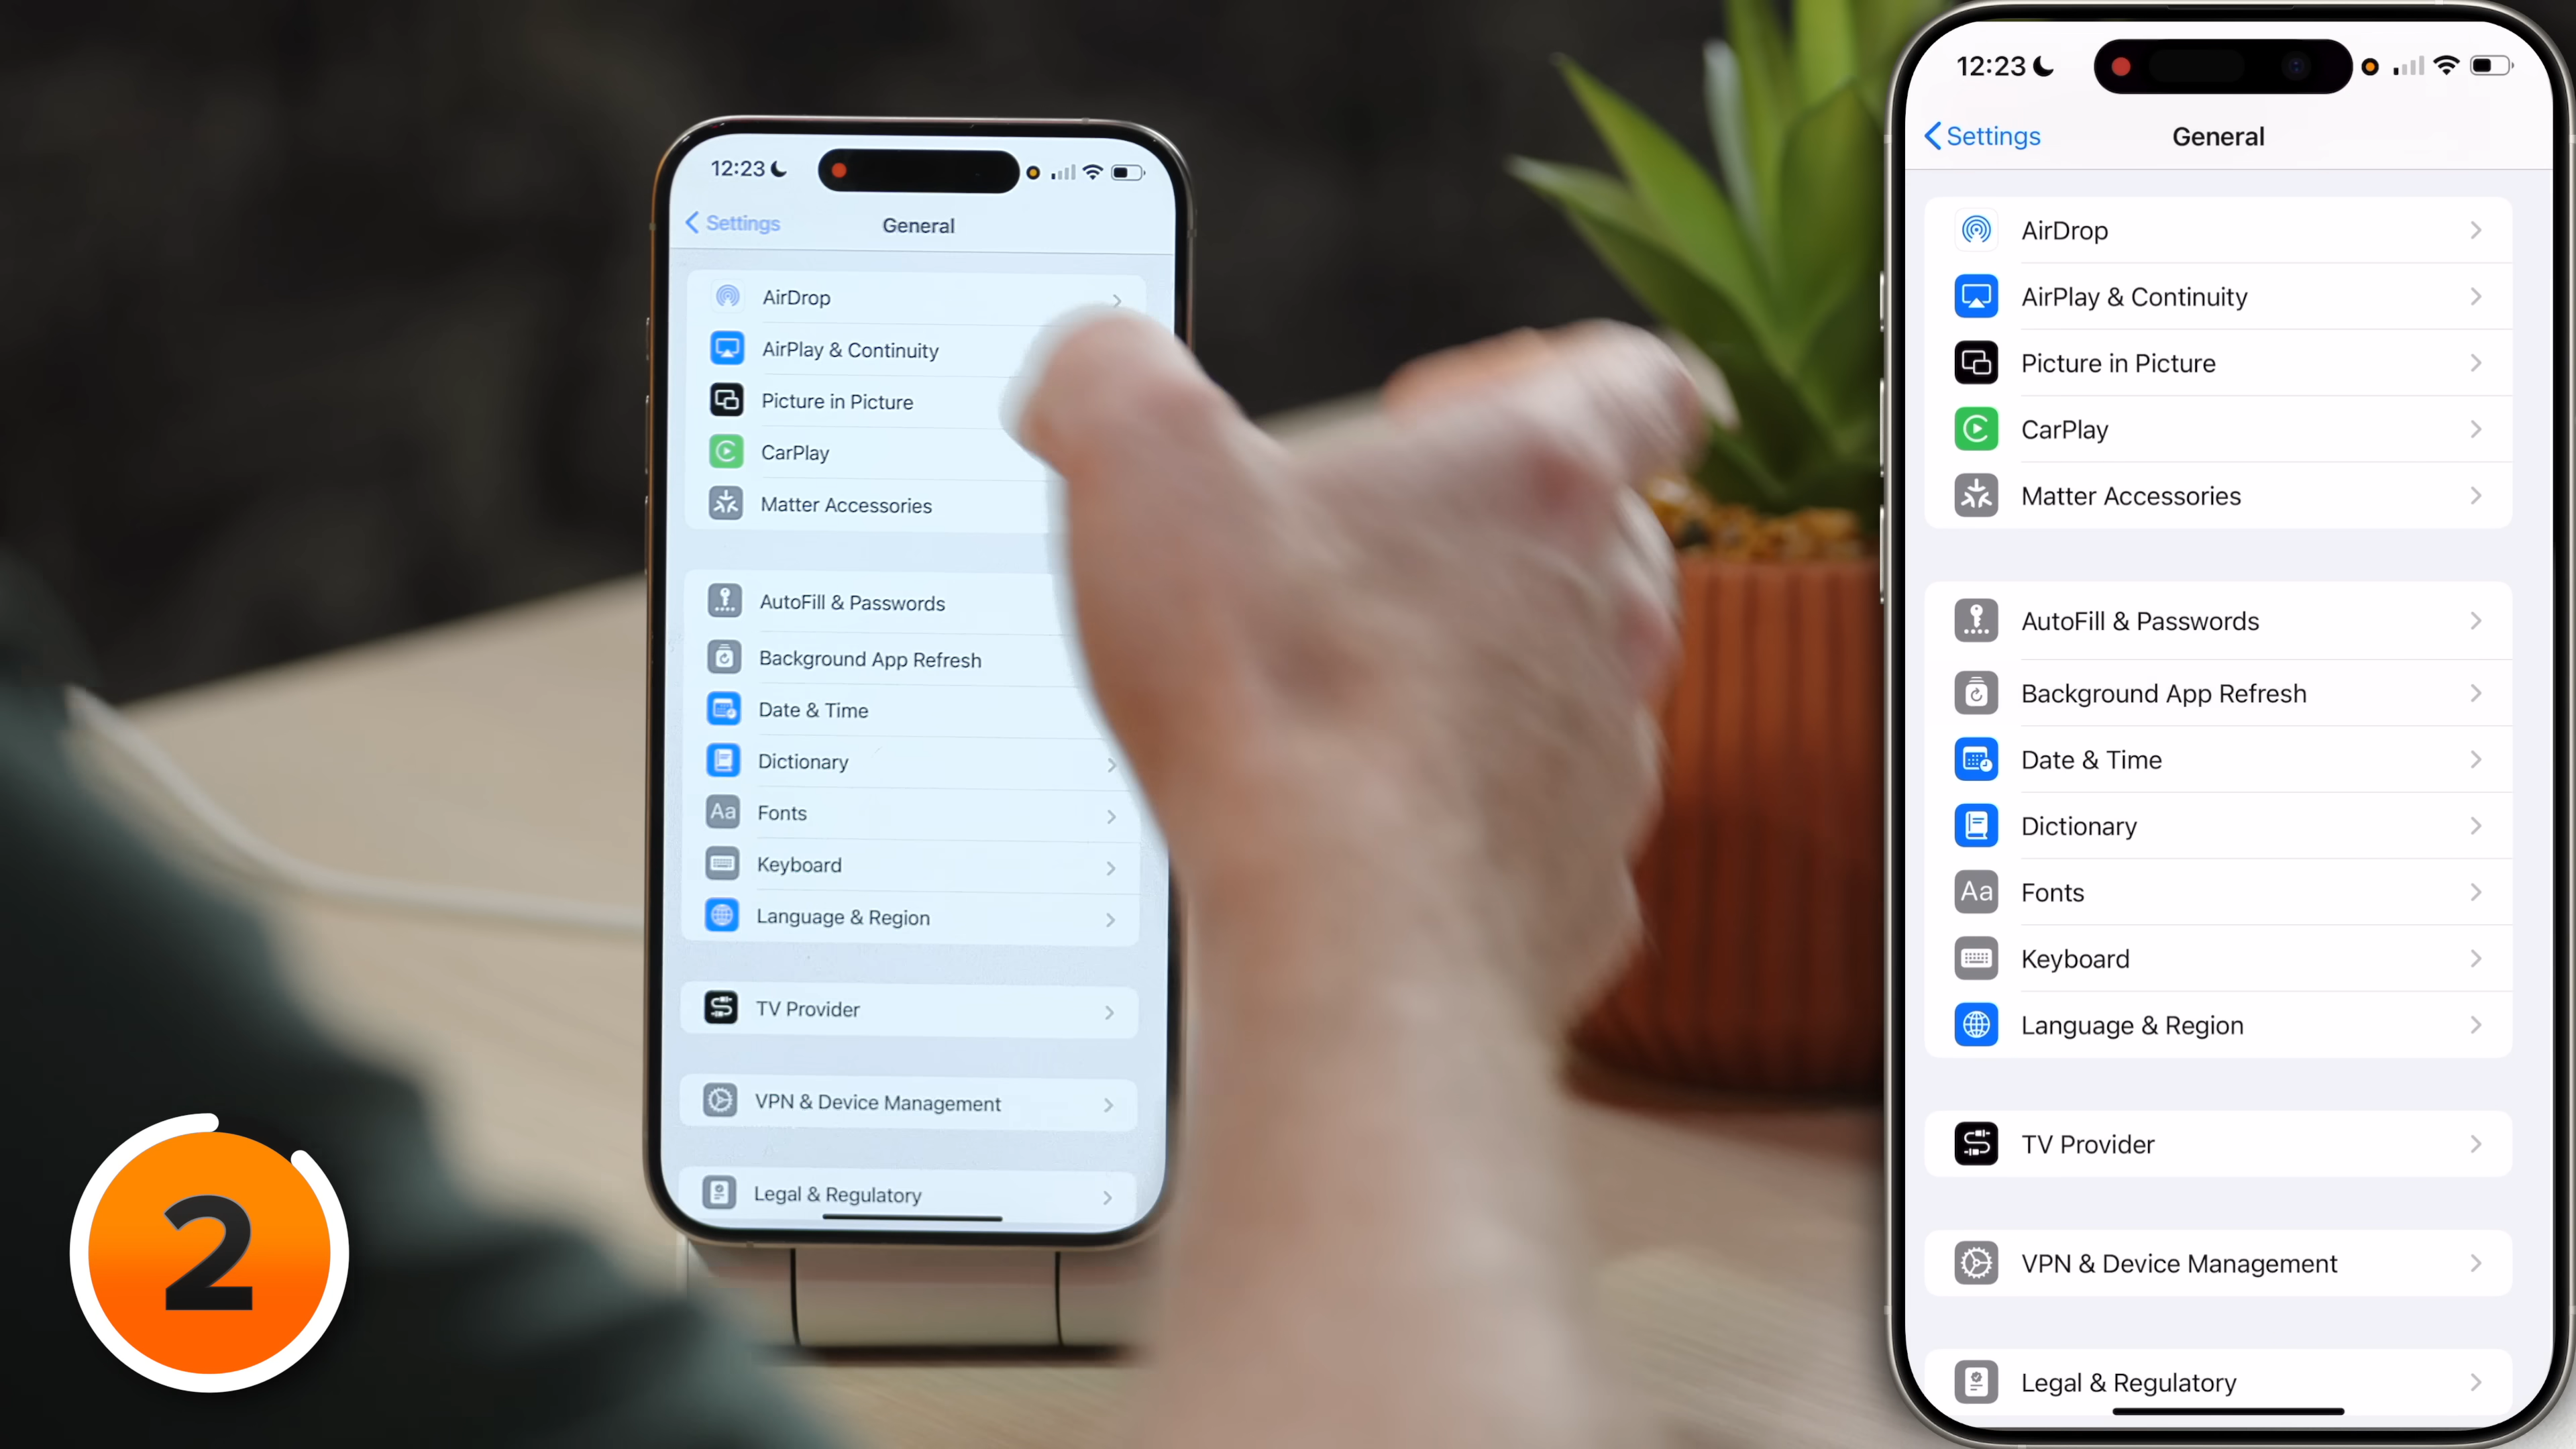 12:23
Settings
General
AirDrop
AirPlay & Continuity
Picture in Picture
CarPlay
Matter Accessories
AutoFill & Passwords
Background App Refresh
Date & Time
Dictionary
Aa Fonts
Keyboard
Language & Region
TV Provider
VPN & Device Management
Legal & Regulatory
2
12:23
Settings
General
AirDrop
AirPlay & Continuity
Picture in Picture
CarPlay
Matter Accessories
AutoFill & Passwords
Background App Refresh
Date & Time
Dictionary
Aa Fonts
Keyboard
Language & Region
TV Provider
VPN & Device Management
Legal & Regulatory